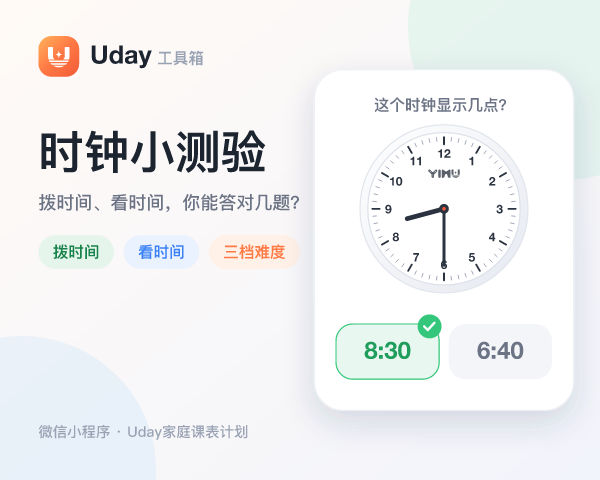 Uday 工具箱
时钟小测验
拨时间、看时间，你能答对几题？
拨时间
看时间
三档难度
微信小程序 · Uday家庭课表计划
这个时钟显示几点？
12
1
2
3
4
5
6
7
8
9
10
11
YIMU
8:30
6:40